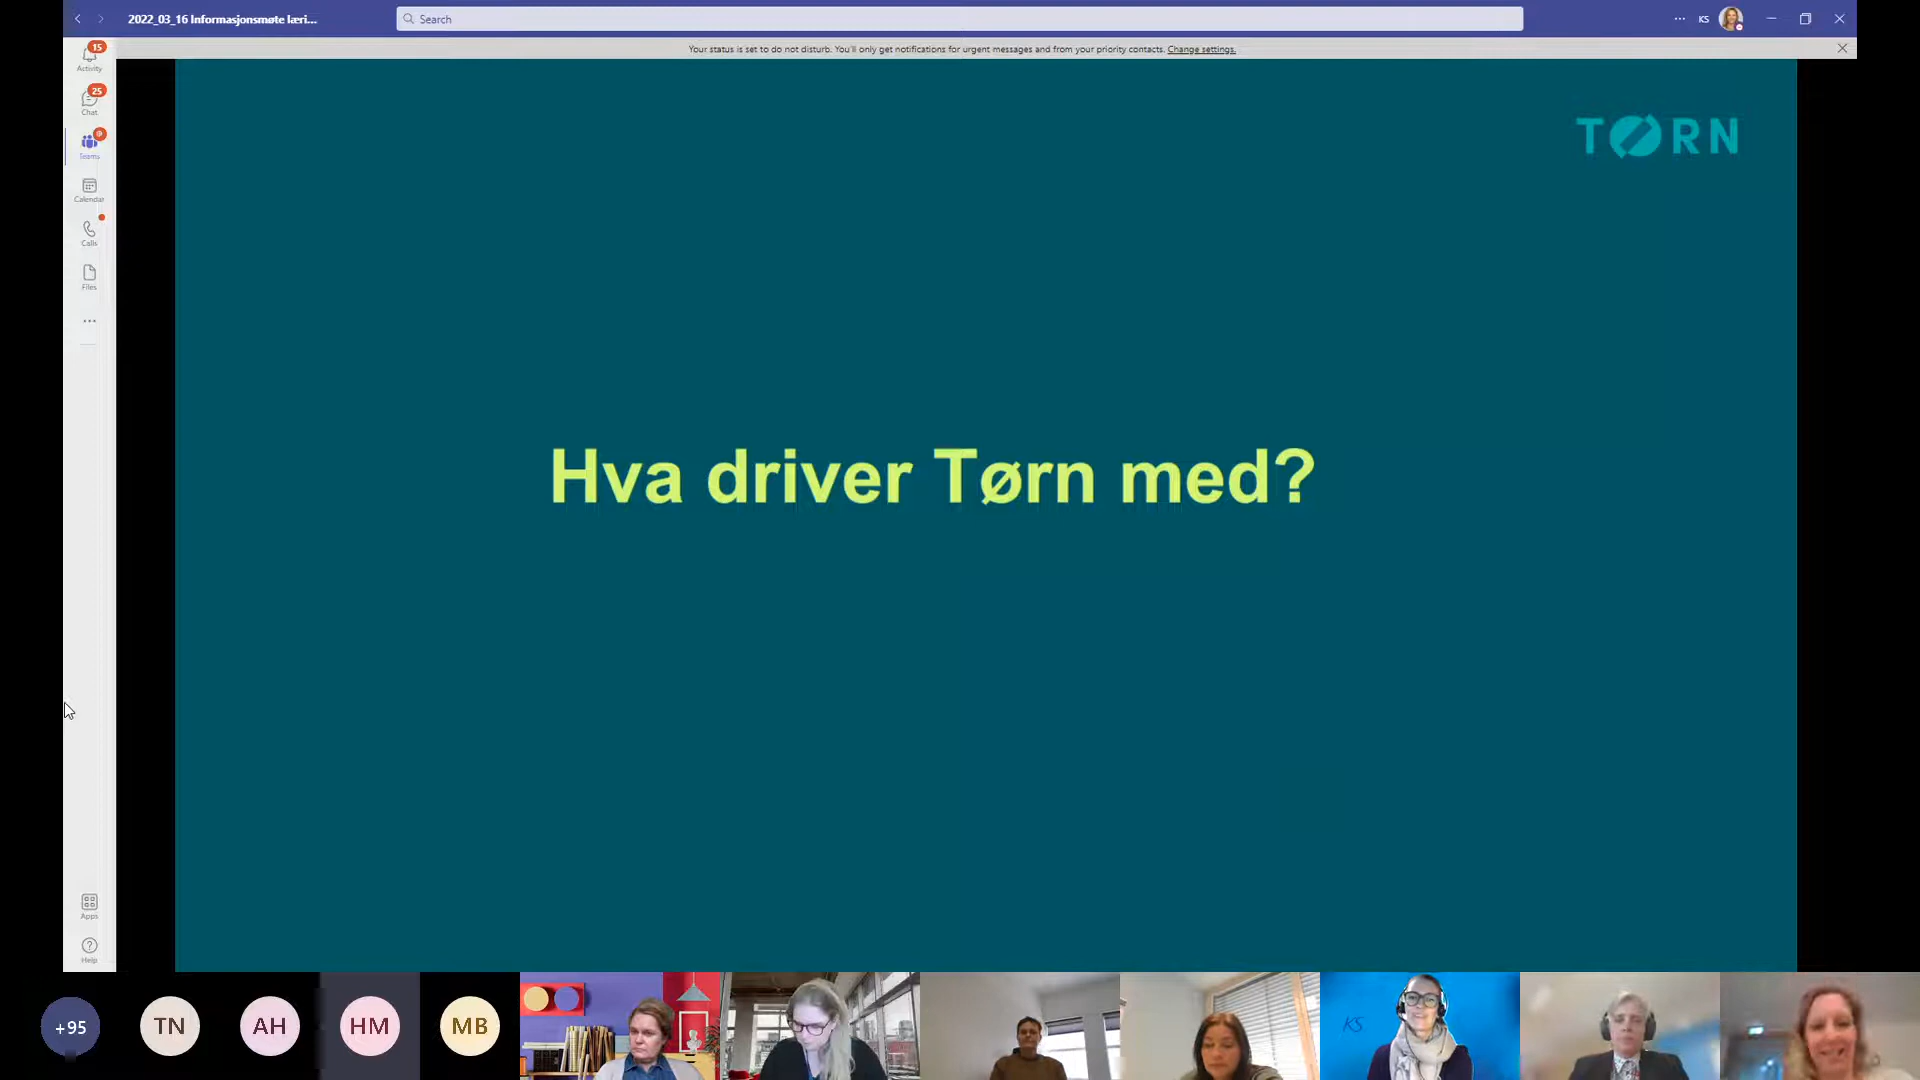 2022_03_16 Informasjonsmøte læri...
Search
KS
Your status is set to do not disturb. You'll only get notifications for urgent messages and from your priority contacts. Change settings.
15
Activity
25
Chat
Teams
Calendar
Calls
Files
TØRN
Hva driver Tørn med?
Apps
Help
+95
TN
AH
HM
MB
KS